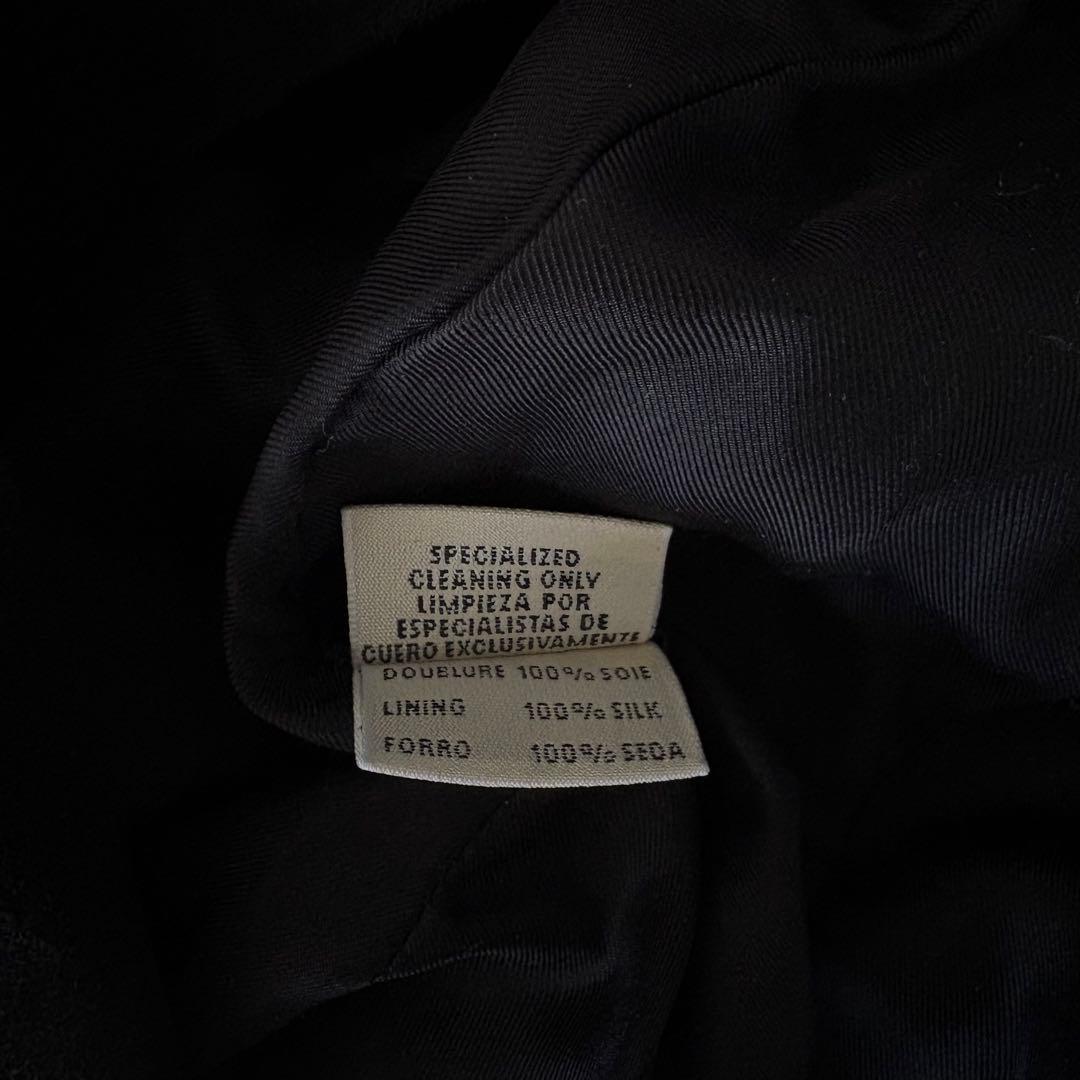 SPECIALIZED
CLEANING ONLY
LIMPIEZA POR
ESPECIALISTAS DE
CUERO EXCLUSIVAMENTE
DOUBLURE 100% SOIE
LINING 100% SILK
FORRO 100% SEDA